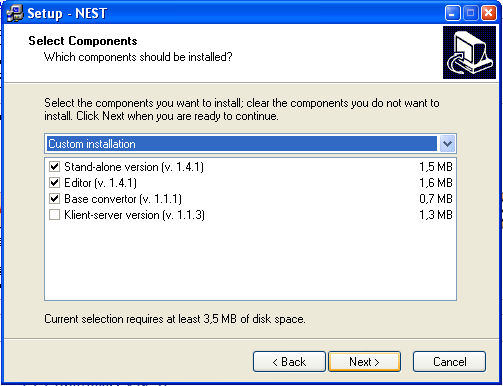 Setup - NEST
Select Components
Which components should be installed?
Select the components you want to install; clear the components you do not want to
install. Click Next when you are ready to continue.
Custom installation
Stand-alone version (v. 1.4.1) 1,5 MB
Editor (v. 1.4.1) 1,6 MB
Base convertor (v. 1.1.1) 0,7 MB
Klient-server version (v. 1.1.3) 1,3 MB
Current selection requires at least 3,5 MB of disk space.
< Back Next > Cancel